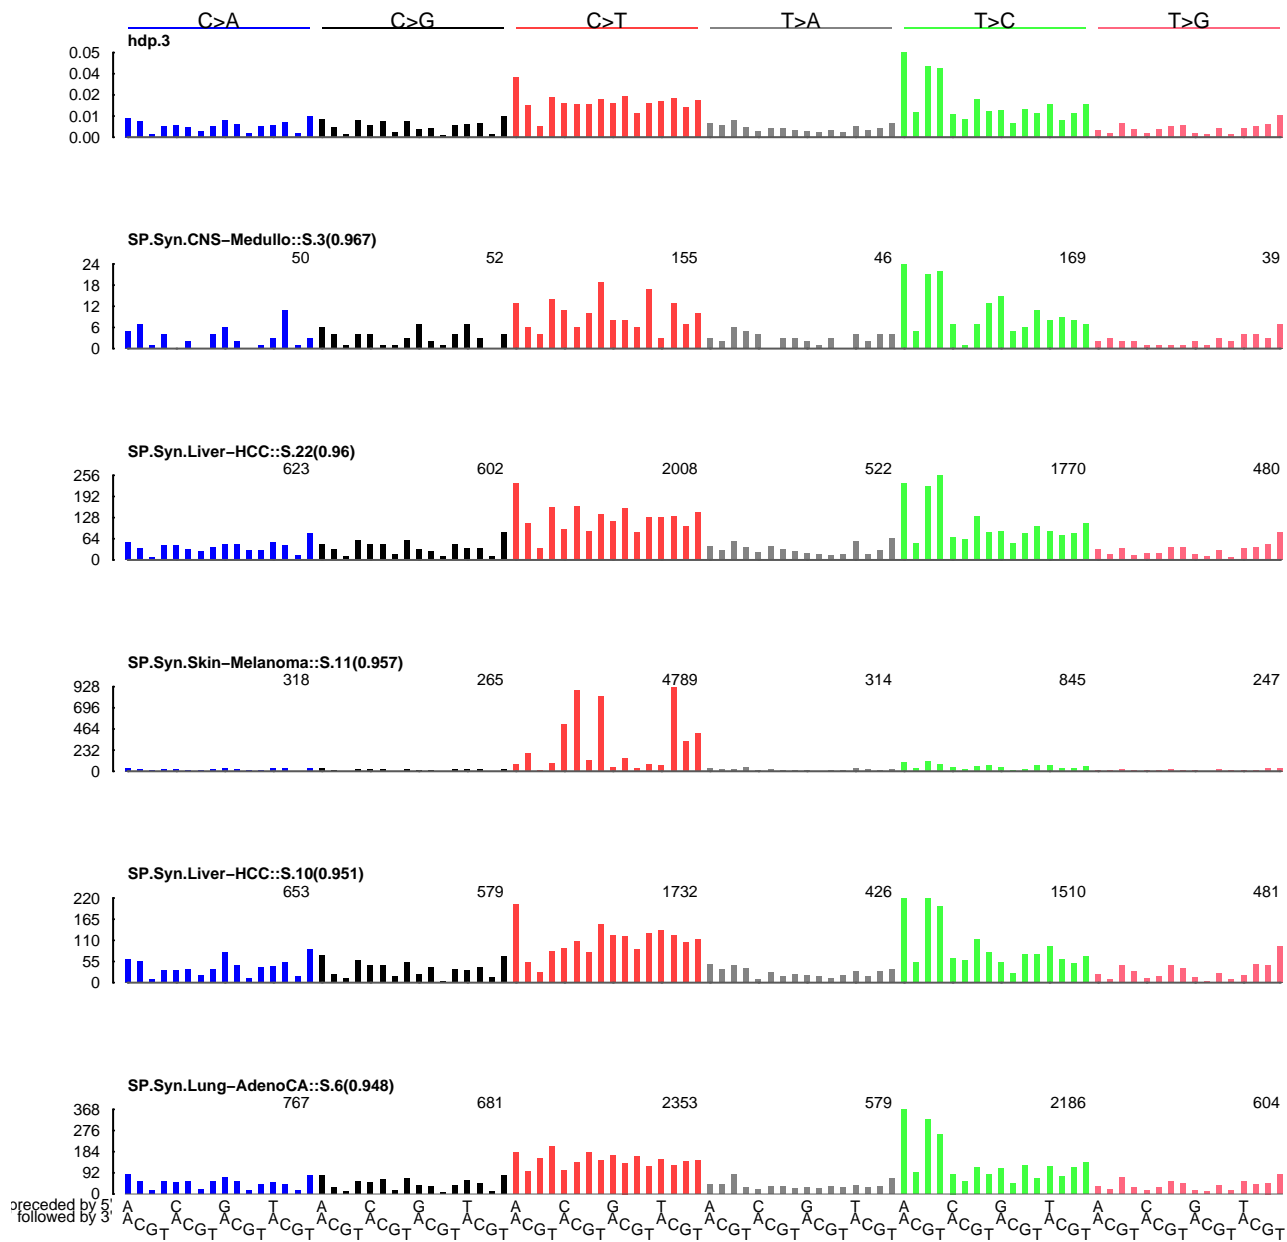 C>A C>G C>T T>A T>C T>G
hdp.3
0.05
0.04
0.02
0.01
0.00
SP.Syn.CNS−Medullo::S.3(0.967)
50 52 155 46 169 39
24
18
12
6
0
SP.Syn.Liver−HCC::S.22(0.96)
623 602 2008 522 1770 480
256
192
128
64
0
SP.Syn.Skin−Melanoma::S.11(0.957)
318 265 4789 314 845 247
928
696
464
232
0
SP.Syn.Liver−HCC::S.10(0.951)
653 579 1732 426 1510 481
220
165
110
55
0
SP.Syn.Lung−AdenoCA::S.6(0.948)
767 681 2353 579 2186 604
368
276
184
92
0
preceded by 5' A C G T A C G T A C G T A C G T A C G T A C G T
followed by 3' A C G T A C G T A C G T A C G T A C G T A C G T A C G T A C G T A C G T A C G T A C G T A C G T A C G T A C G T A C G T A C G T A C G T A C G T A C G T A C G T A C G T A C G T A C G T A C G T